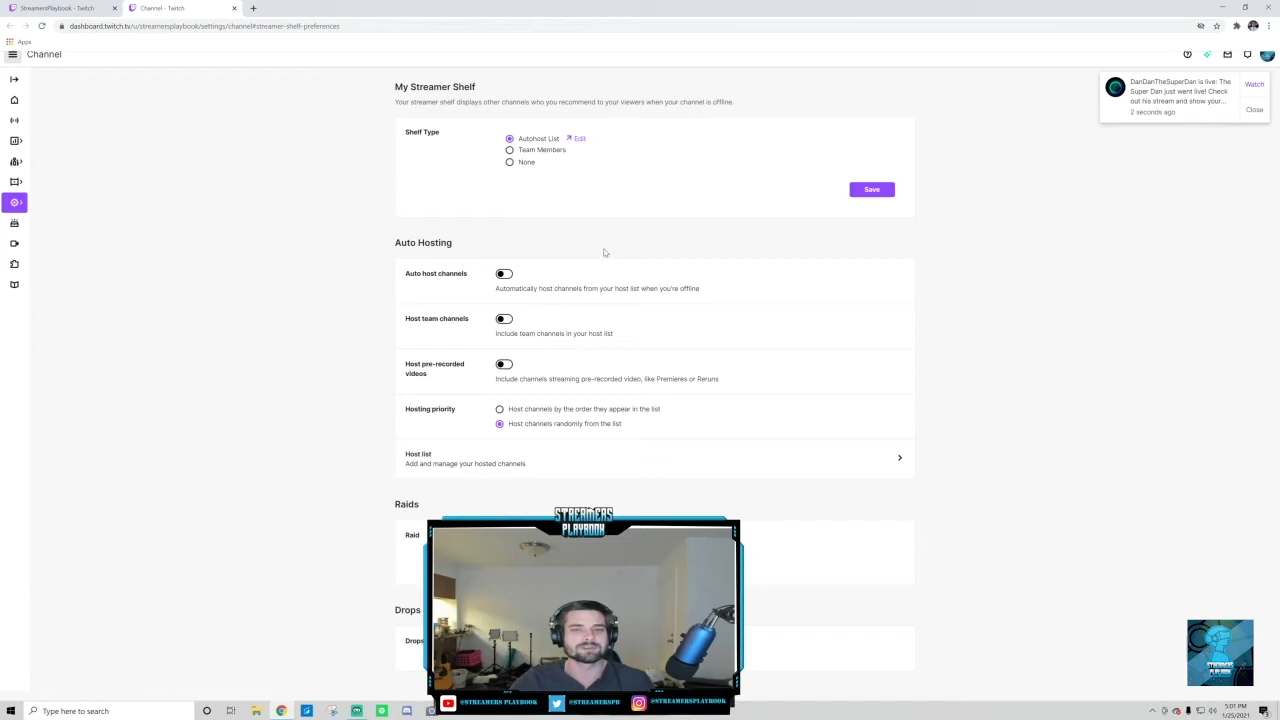 StreamersPlaybook
Channel - Twitch
dashboard.twitch.tv/u/streamersplaybook/settings/channel#streamer-shelf-preferences
Apps
Channel
DanDanTheSuperDan is live: The
Super Dan just went live! Check
out his stream and show your...
2 seconds ago
Watch
Close
My Streamer Shelf
Your streamer shelf displays other channels who you recommend to your viewers when your channel is offline.
Shelf Type
Autohost List
Edit
Team Members
None
Save
Auto Hosting
Auto host channels
Automatically host channels from your host list when you're offline
Host team channels
Include team channels in your host list
Host pre-recorded
videos
Include channels streaming pre-recorded video, like Premieres or Reruns
Hosting priority
Host channels by the order they appear in the list
Host channels randomly from the list
Host list
Add and manage your hosted channels
Raids
Raid
Drops
Drops
STREAMERS
PLAYBOOK
@STREAMERS PLAYBOOK
@STREAMERSPB
@STREAMERSPLAYBOOK
STREAMERS
PLAYBOOK
Type here to search
5:01 PM
1/25/2021